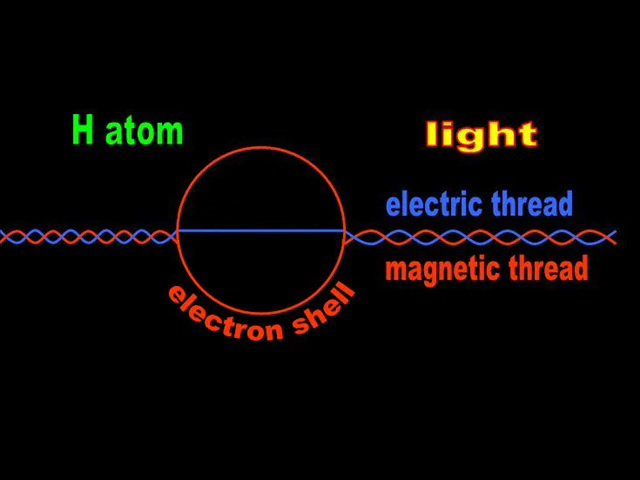 H atom
light
electric thread
magnetic thread
electron shell